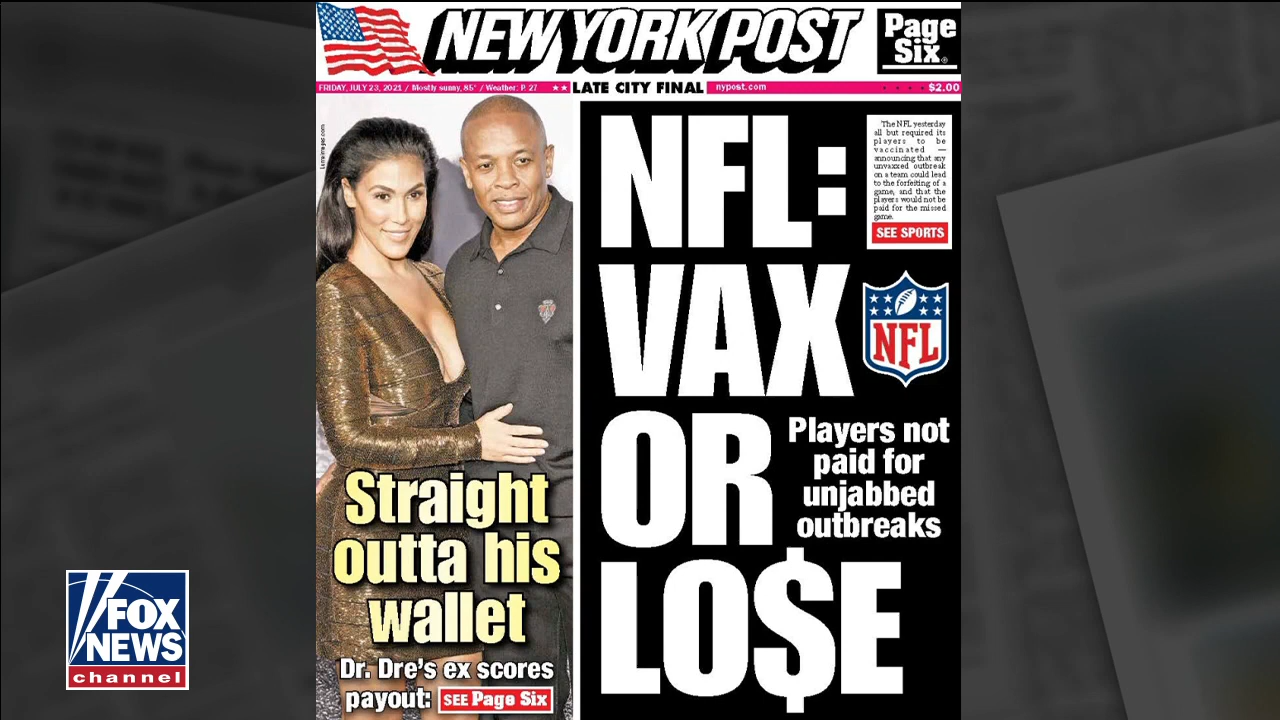 NEW YORK POST
Page
Six®
FRIDAY, JULY 23, 2021 / Mostly sunny, 85° / Weather: P. 27 ★★
LATE CITY FINAL
nypost.com
$2.00
NFL:
VAX
OR
LO$E
The NFL yesterday
all but required its
players to be
vaccinated —
announcing that any
unvaxxed outbreak
on a team could lead
to the forfeiting of a
game, and that the
players would not be
paid for the missed
game.
SEE SPORTS
NFL
Players not
paid for
unjabbed
outbreaks
Straight
outta his
wallet
Dr. Dre's ex scores
payout: SEE Page Six
FOX
NEWS
channel